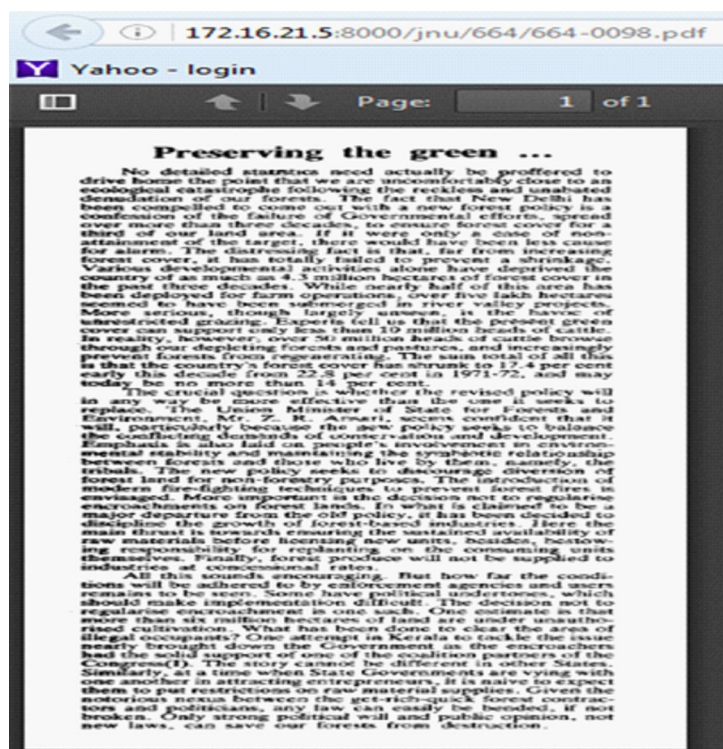 172.16.21.5:8000/jnu/664/664-0098.pdf
Y Yahoo - login
Page: 1 of 1
Preserving the green ...
No detailed statistics need actually be proffered to
drive home the point that we are uncomfortably close to an
ecological catastrophe following the reckless and unabated
denudation of our forests. The fact that New Delhi has
been compelled to come out with a new forest policy is a
confession of the failure of Governmental efforts, spread
over more than three decades, to ensure forest cover for a
third of our land area. If it were only a case of non-
attainment of the target, there would have been less cause
for alarm. The distressing fact is that, far from increasing
forest cover, it has totally failed to prevent a shrinkage.
Various developmental activities alone have deprived the
country of as much as 4.3 million hectares of forest cover in
the past three decades. While nearly half of this area has
been deployed for farm operations, over five lakh hectares
seemed to have been submerged in river valley projects.
More serious, though largely unseen, is the havoc of
unrestricted grazing. Experts tell us that the present green
cover can support only less than 10 million heads of cattle.
In reality, however, over 50 million heads of cattle browse
through our depleting forests and pastures, and increasingly
prevent forests from regenerating. The sum total of all this
is that the country's forest cover has shrunk to 17.4 per cent
early this decade from 22.8 per cent in 1971-72, and may
today be no more than 14 per cent.
The crucial question is whether the revised policy will
in any way be more effective than the one it seeks to
replace. The Union Minister of State for Forests and
Environment, Mr. Z. R. Ansari, seems confident that it
will, particularly because the new policy seeks to balance
the conflicting demands of conservation and development.
Emphasis is also laid on people's involvement in environ-
mental stability and maintaining the symbiotic relationship
between forests and those who live by them, namely, the
tribals. The new policy seeks to discourage diversion of
forest land for non-forestry purposes. The introduction of
modern fire-fighting techniques to prevent forest fires is
envisaged. More important is the decision not to regularise
encroachments on forest lands. In what is claimed to be a
major departure from the old policy, it has been decided to
discipline the growth of forest-based industries. Here the
main thrust is towards ensuring the sustained availability of
raw materials before licensing new units, besides, bestow-
ing responsibility for replanting on the consuming units
themselves. Finally, forest produce will not be supplied to
industries at concessional rates.
All this sounds encouraging. But how far the condi-
tions will be adhered to by enforcement agencies and users
remains to be seen. Some have political undertones, which
should make implementation difficult. The decision not to
regularise encroachment is one such. One estimate is that
more than six million hectares of land are under unautho-
rised cultivation. What has been done to clear the area of
illegal occupants? One attempt in Kerala to tackle the issue
nearly brought down the Government as the encroachers
had the solid support of one of the coalition partners of the
Congress(I). The story cannot be different in other States.
Similarly, at a time when State Governments are vying with
one another in attracting entrepreneurs, it is naive to expect
them to put restrictions on raw material supplies. Given the
notorious nexus between the get-rich-quick forest contrac-
tors and politicians, any law can easily be bended, if not
broken. Only strong political will and public opinion, not
new laws, can save our forests from destruction.